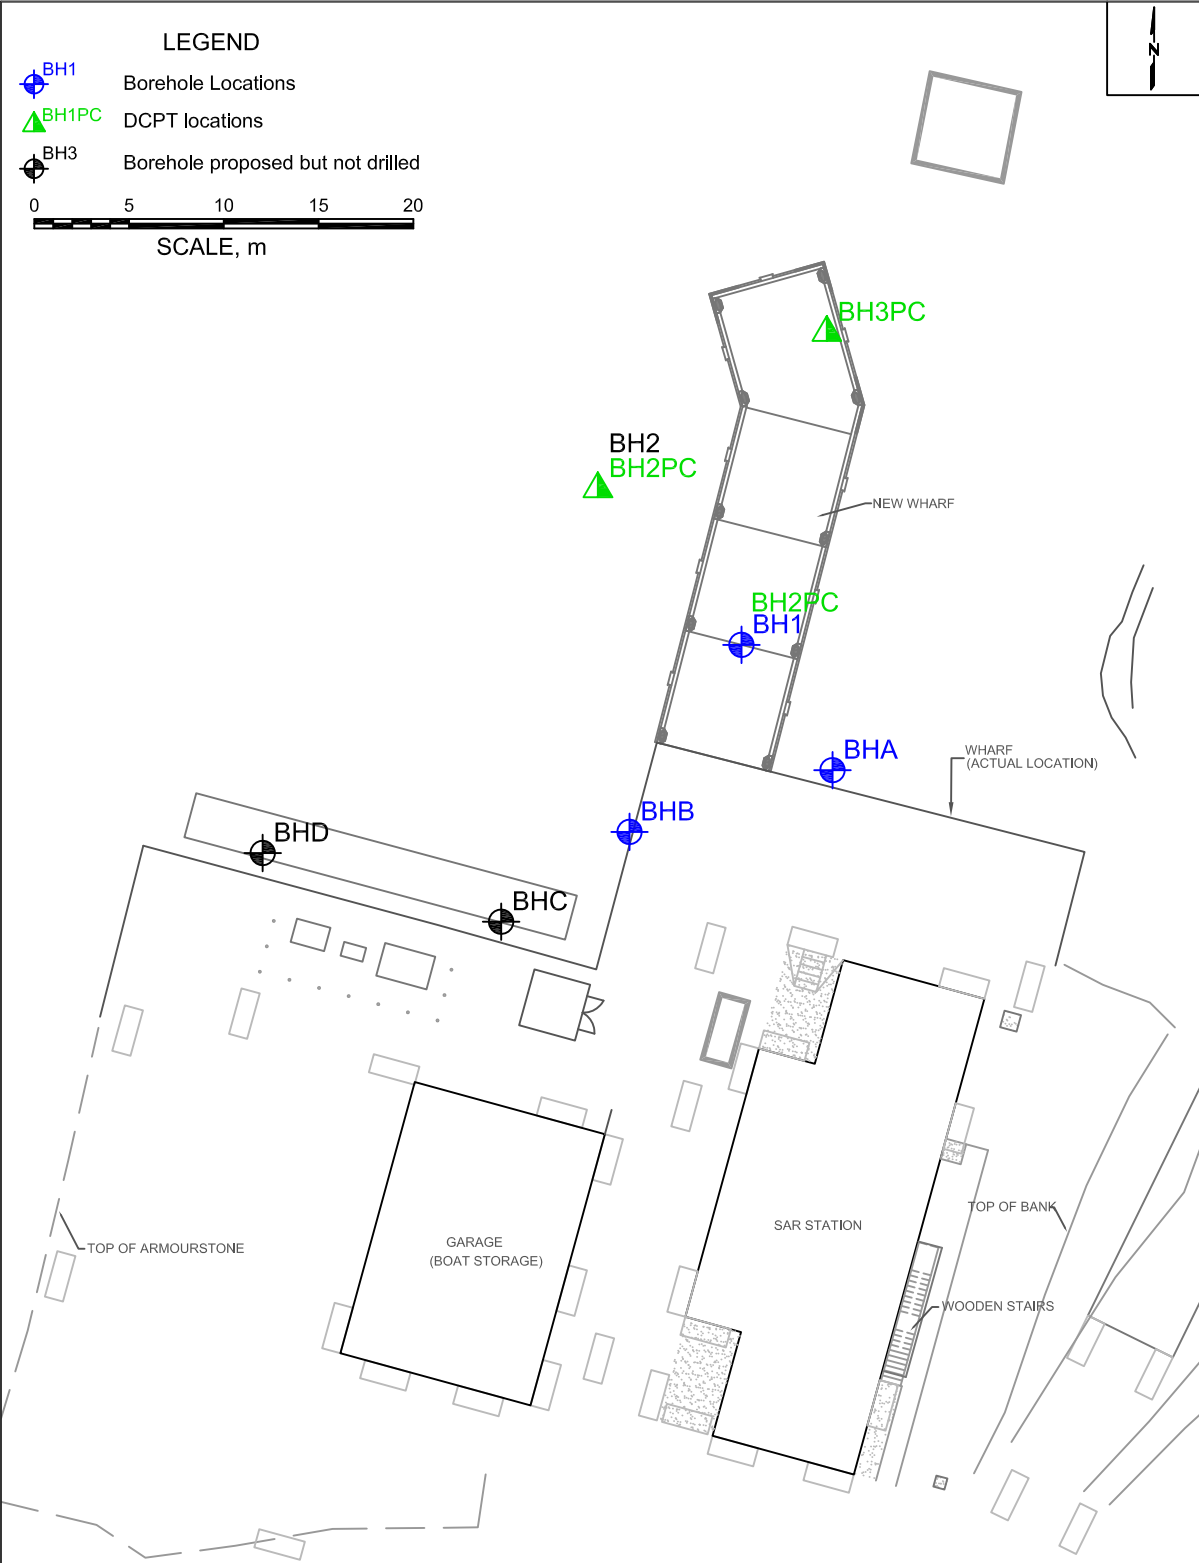 LEGEND
BH1
Borehole Locations
BH1PC
DCPT locations
BH3
Borehole proposed but not drilled
0 5 10 15 20
SCALE, m
N
BH3PC
BH2
BH2PC
NEW WHARF
BH2PC
BH1
BHA
WHARF
(ACTUAL LOCATION)
BHB
BHD
BHC
TOP OF BANK
SAR STATION
GARAGE
(BOAT STORAGE)
TOP OF ARMOURSTONE
WOODEN STAIRS